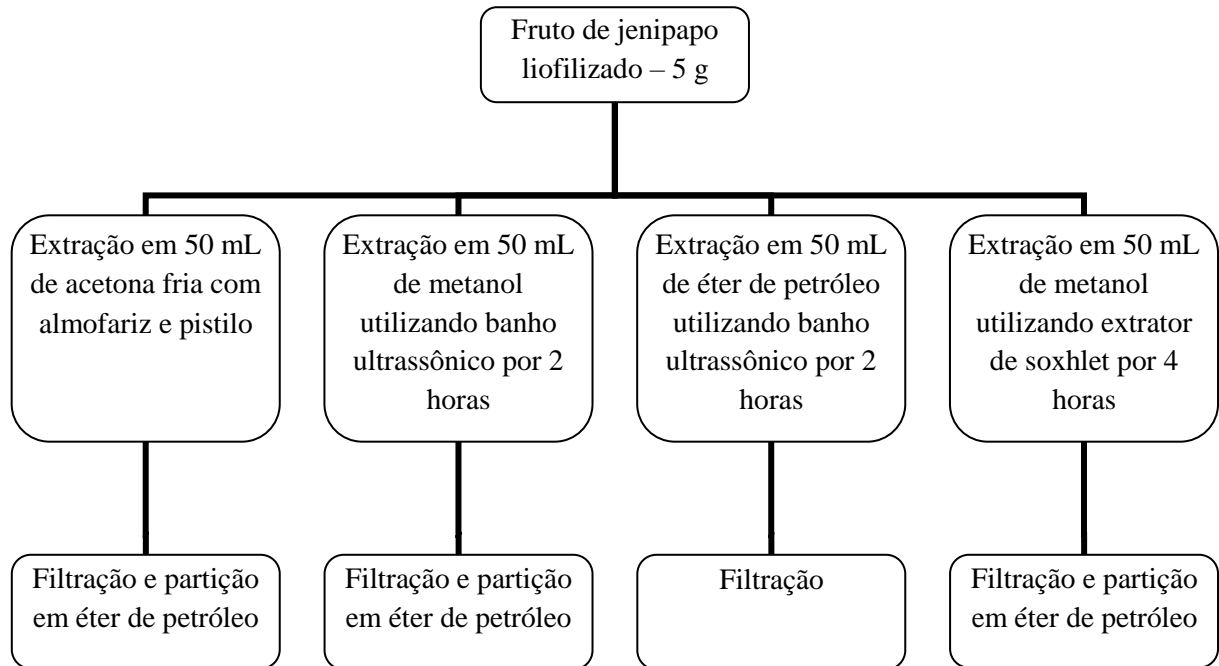 Fruto de jenipapo
liofilizado – 5 g
Extração em 50 mL
de acetona fria com
almofariz e pistilo
Extração em 50 mL
de metanol
utilizando banho
ultrassônico por 2
horas
Extração em 50 mL
de éter de petróleo
utilizando banho
ultrassônico por 2
horas
Extração em 50 mL
de metanol
utilizando extrator
de soxhlet por 4
horas
Filtração e partição
em éter de petróleo
Filtração e partição
em éter de petróleo
Filtração
Filtração e partição
em éter de petróleo